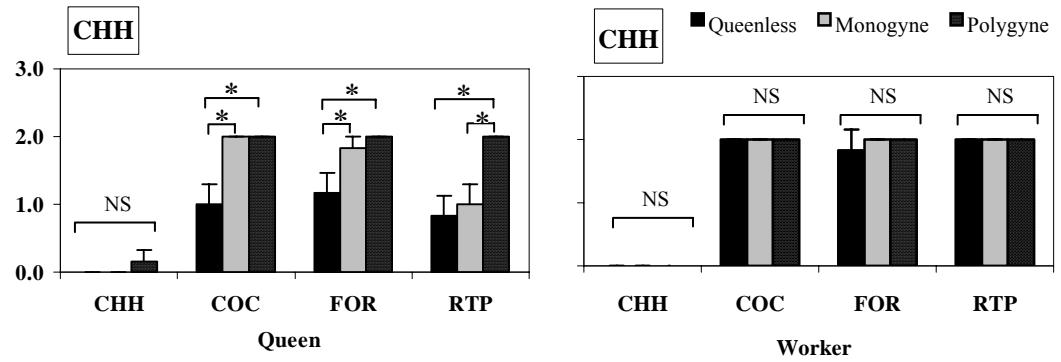 CHH
3.0
2.0
1.0
0.0
NS
*
*
*
*
*
*
CHH COC FOR RTP
Queen
CHH
Queenless Monogyne Polygyne
NS
NS NS NS
CHH COC FOR RTP
Worker